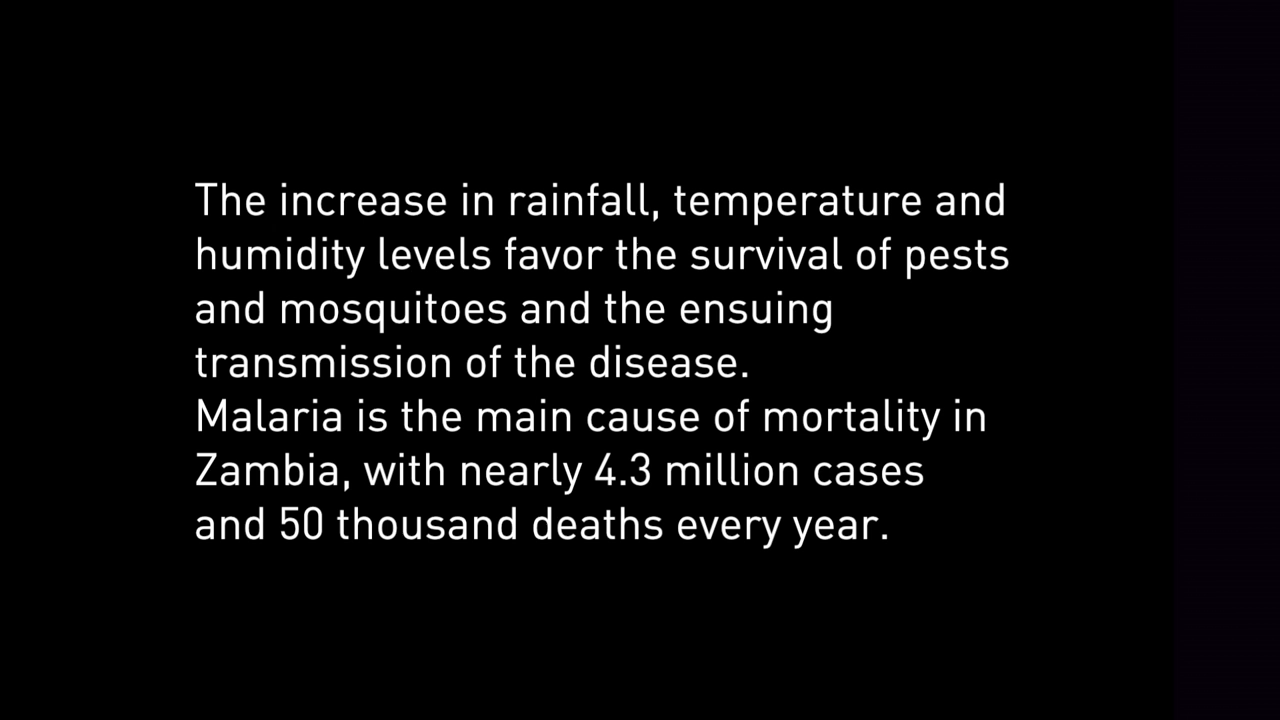 The increase in rainfall, temperature and
humidity levels favor the survival of pests
and mosquitoes and the ensuing
transmission of the disease.
Malaria is the main cause of mortality in
Zambia, with nearly 4.3 million cases
and 50 thousand deaths every year.